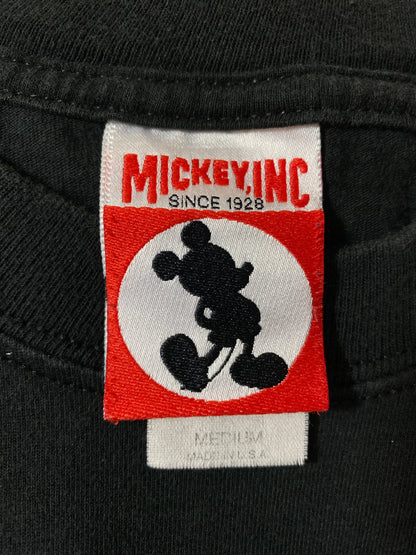 MICKEY, INC
SINCE 1928
MEDIUM
MADE IN U.S.A.